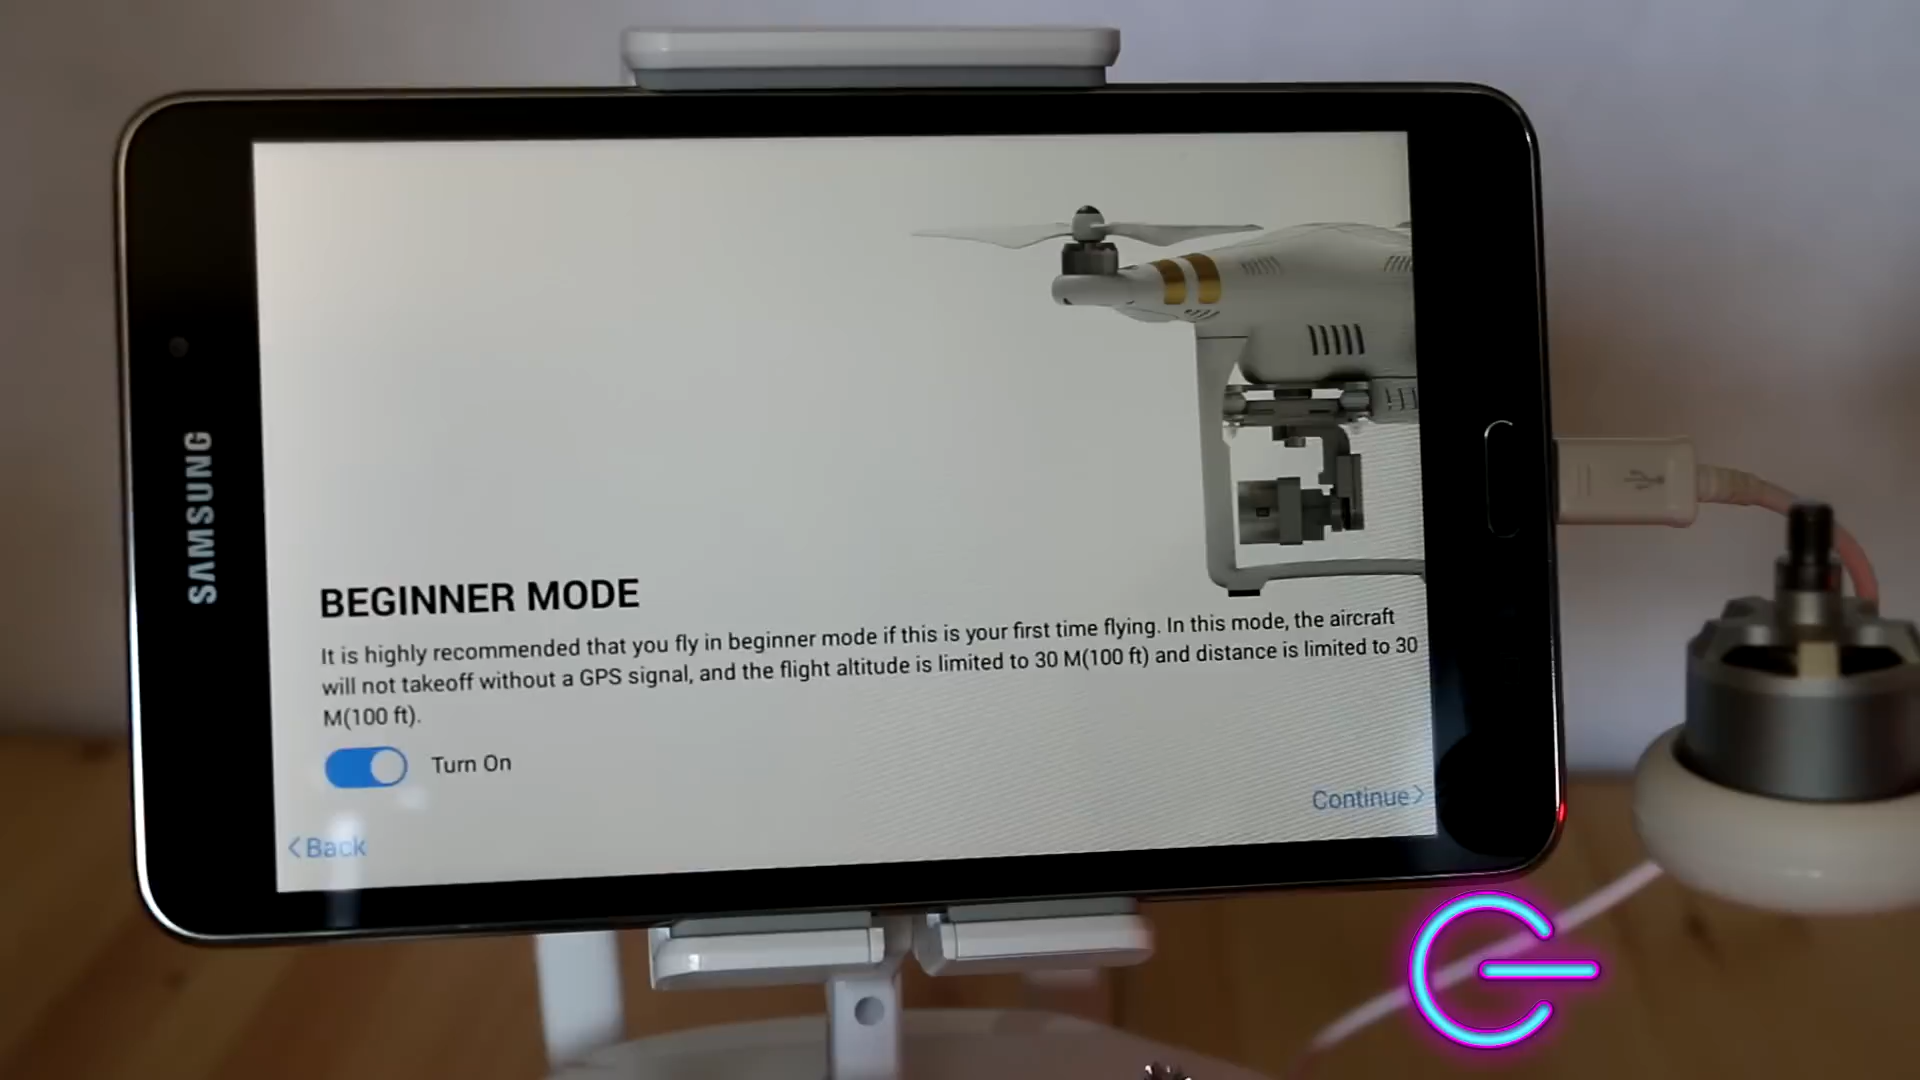 SAMSUNG
BEGINNER MODE
It is highly recommended that you fly in beginner mode if this is your first time flying. In this mode, the aircraft
will not takeoff without a GPS signal, and the flight altitude is limited to 30 M(100 ft) and distance is limited to 30
M(100 ft).
Turn On
Continue>
<Back